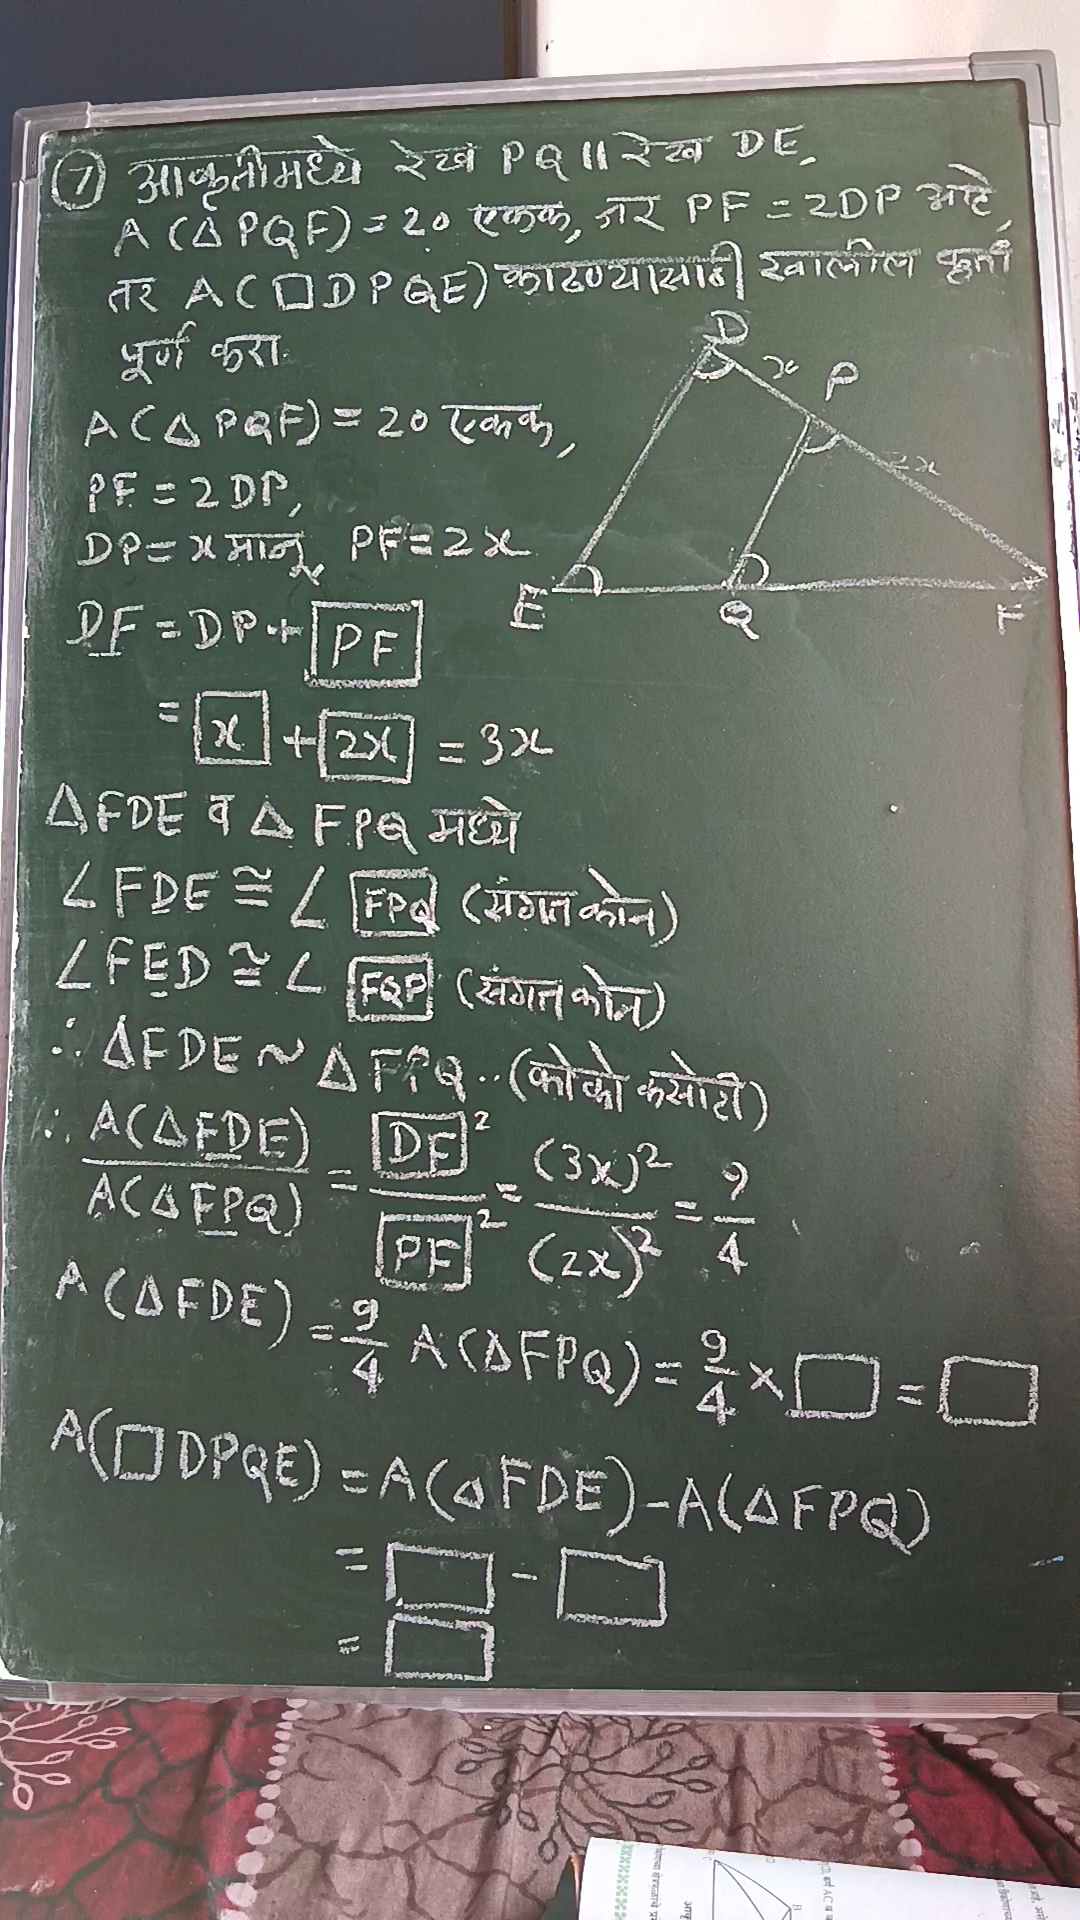 (7) आकृतीमध्ये रेख PQ || रेख DE,
A(△PQF) = 20 एकक, जर PF = 2DP आहे,
तर A(□DPQE) काढण्यासाठी खालील कृती
पूर्ण करा.
D
x
P
2x
E
Q
F
A(△PQF) = 20 एकक,
PF = 2DP,
DP = x मानू, PF = 2x
DF = DP + PF
= x + 2x = 3x
△FDE व △FPQ मध्ये
∠FDE ≅ ∠ FPQ (संगत कोन)
∠FED ≅ ∠ FQP (संगत कोन)
∴ △FDE ~ △FPQ .. (को को कसोटी)
∴ A(△FDE) / A(△FPQ) = DF² / PF² = (3x)² / (2x)² = 9/4
A(△FDE) = 9/4 A(△FPQ) = 9/4 × □ = □
A(□DPQE) = A(△FDE) - A(△FPQ)
= □ - □
= □